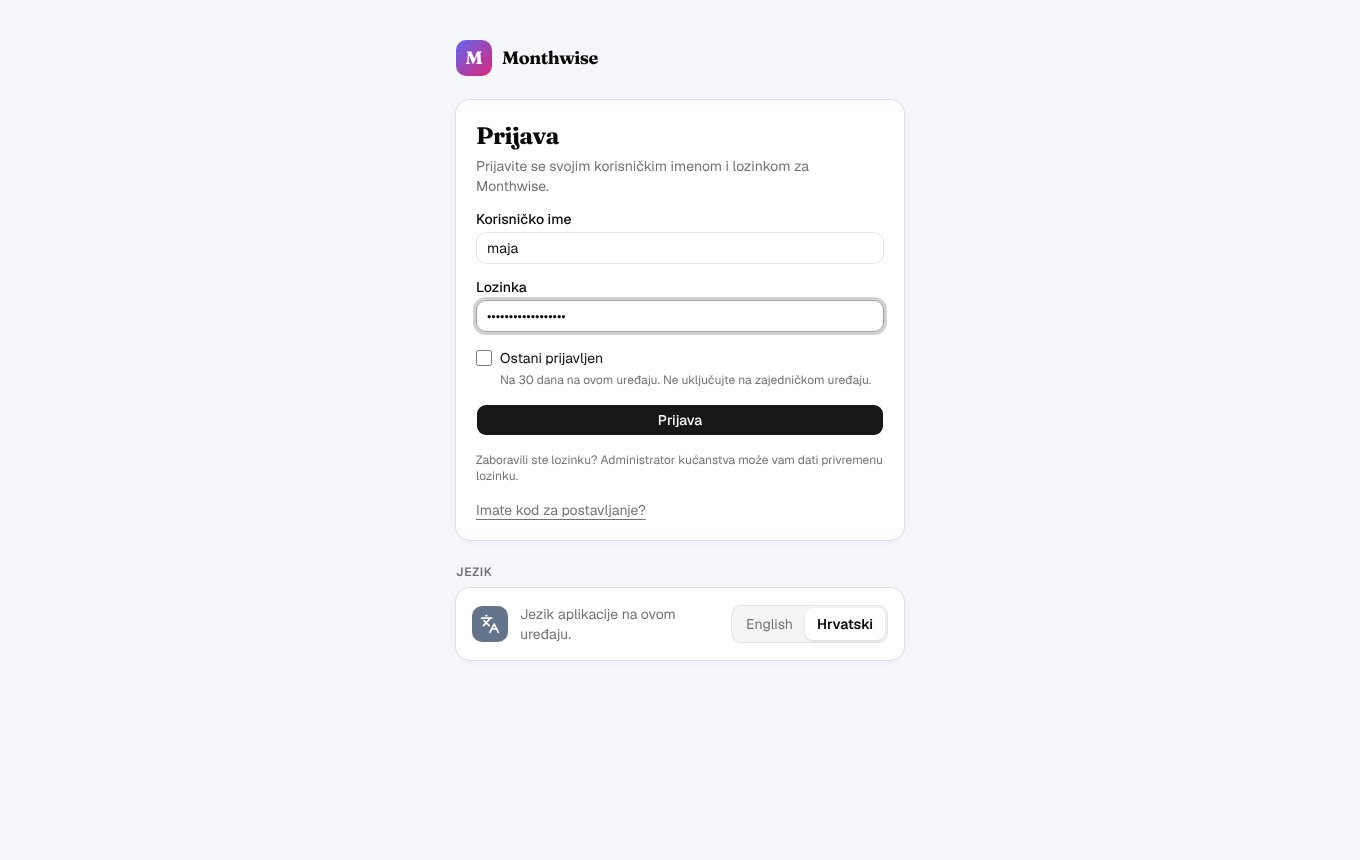 M Monthwise
Prijava
Prijavite se svojim korisničkim imenom i lozinkom za
Monthwise.
Korisničko ime
maja
Lozinka
••••••••••••••••••
Ostani prijavljen
Na 30 dana na ovom uređaju. Ne uključujte na zajedničkom uređaju.
Prijava
Zaboravili ste lozinku? Administrator kućanstva može vam dati privremenu
lozinku.
Imate kod za postavljanje?
JEZIK
Jezik aplikacije na ovom
uređaju.
English Hrvatski